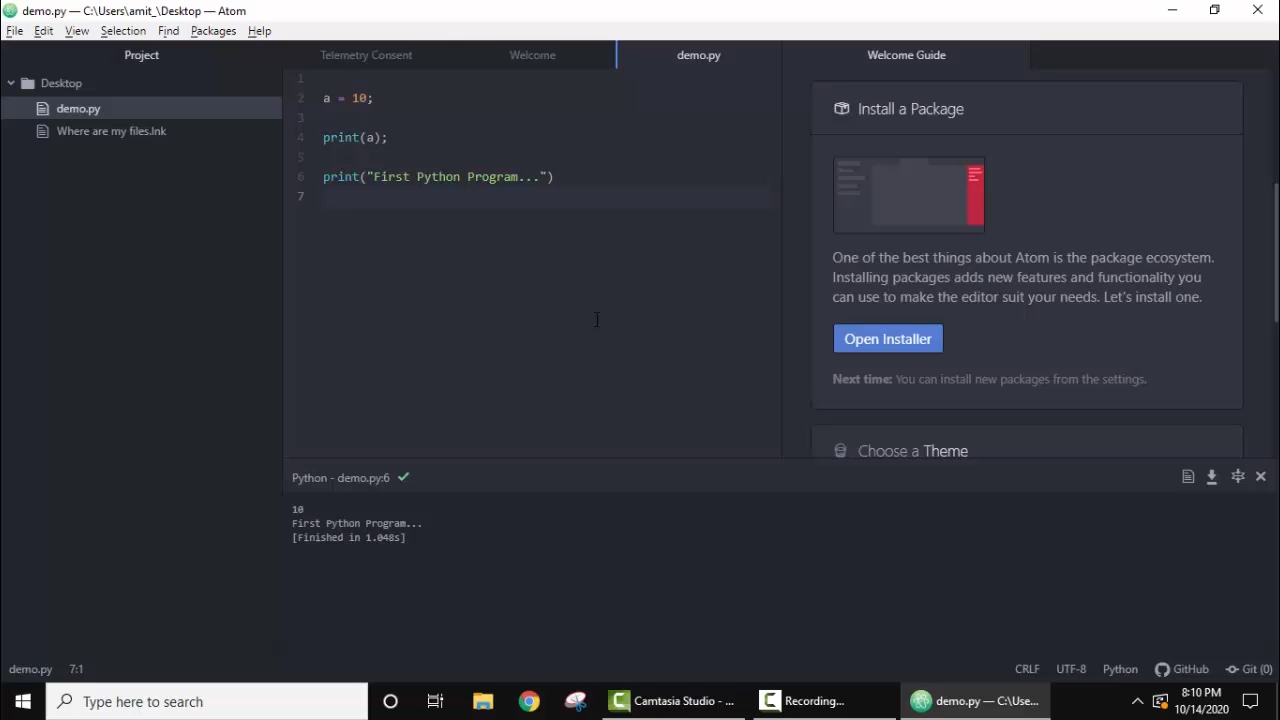 demo.py — C:\Users\amit_\Desktop — Atom
File Edit View Selection Find Packages Help
Project
Telemetry Consent
Welcome
demo.py
Welcome Guide
Desktop
demo.py
Where are my files.lnk
1
2 a = 10;
3
4 print(a);
5
6 print("First Python Program...")
7
Install a Package
One of the best things about Atom is the package ecosystem.
Installing packages adds new features and functionality you
can use to make the editor suit your needs. Let's install one.
Open Installer
Next time: You can install new packages from the settings.
Choose a Theme
Python - demo.py:6
10
First Python Program...
[Finished in 1.048s]
demo.py 7:1
CRLF UTF-8 Python GitHub Git (0)
Type here to search
Camtasia Studio - ...
Recording...
demo.py — C:\Use...
8:10 PM
10/14/2020